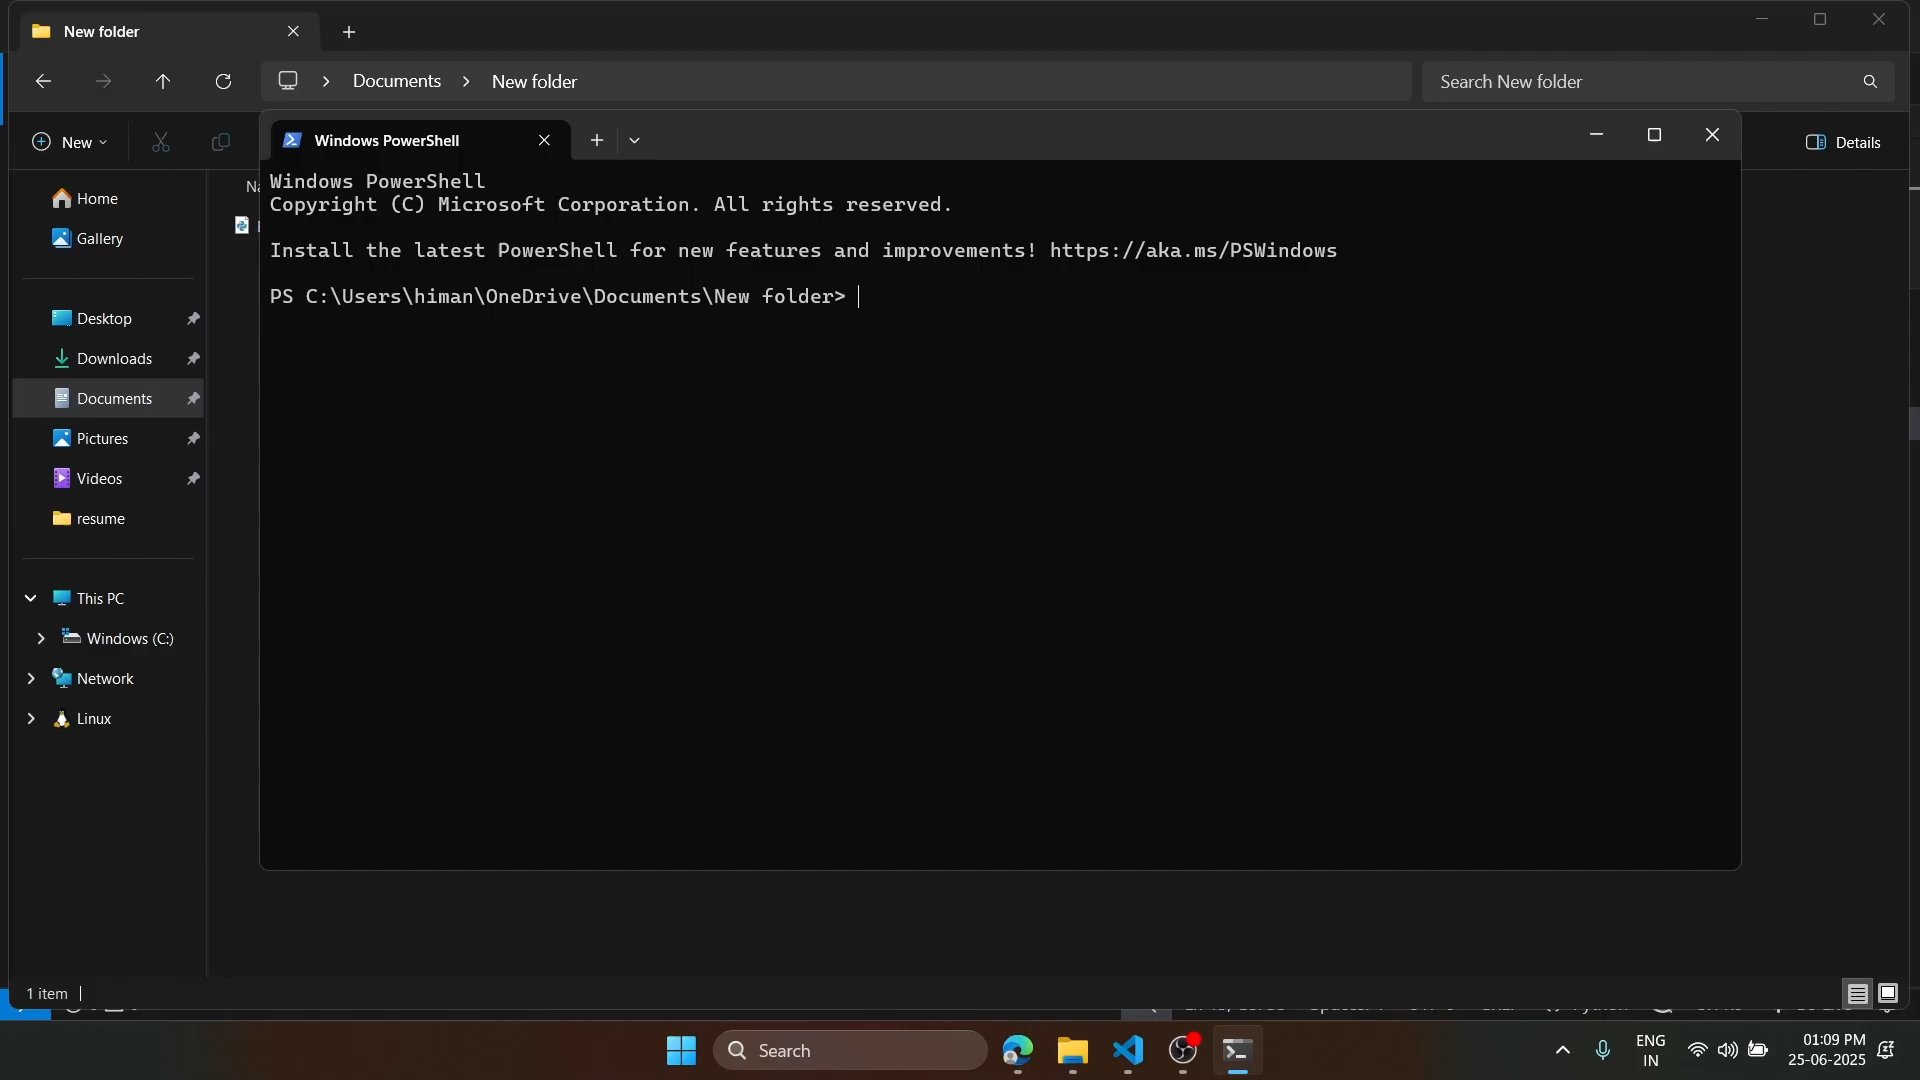 New folder
Documents > New folder
Search New folder
New
Details
Windows PowerShell
Windows PowerShell
Copyright (C) Microsoft Corporation. All rights reserved.
Install the latest PowerShell for new features and improvements! https://aka.ms/PSWindows
PS C:\Users\himan\OneDrive\Documents\New folder>
Home
Gallery
Desktop
Downloads
Documents
Pictures
Videos
resume
This PC
Windows (C:)
Network
Linux
1 item
Search
ENG
IN
01:09 PM
25-06-2025